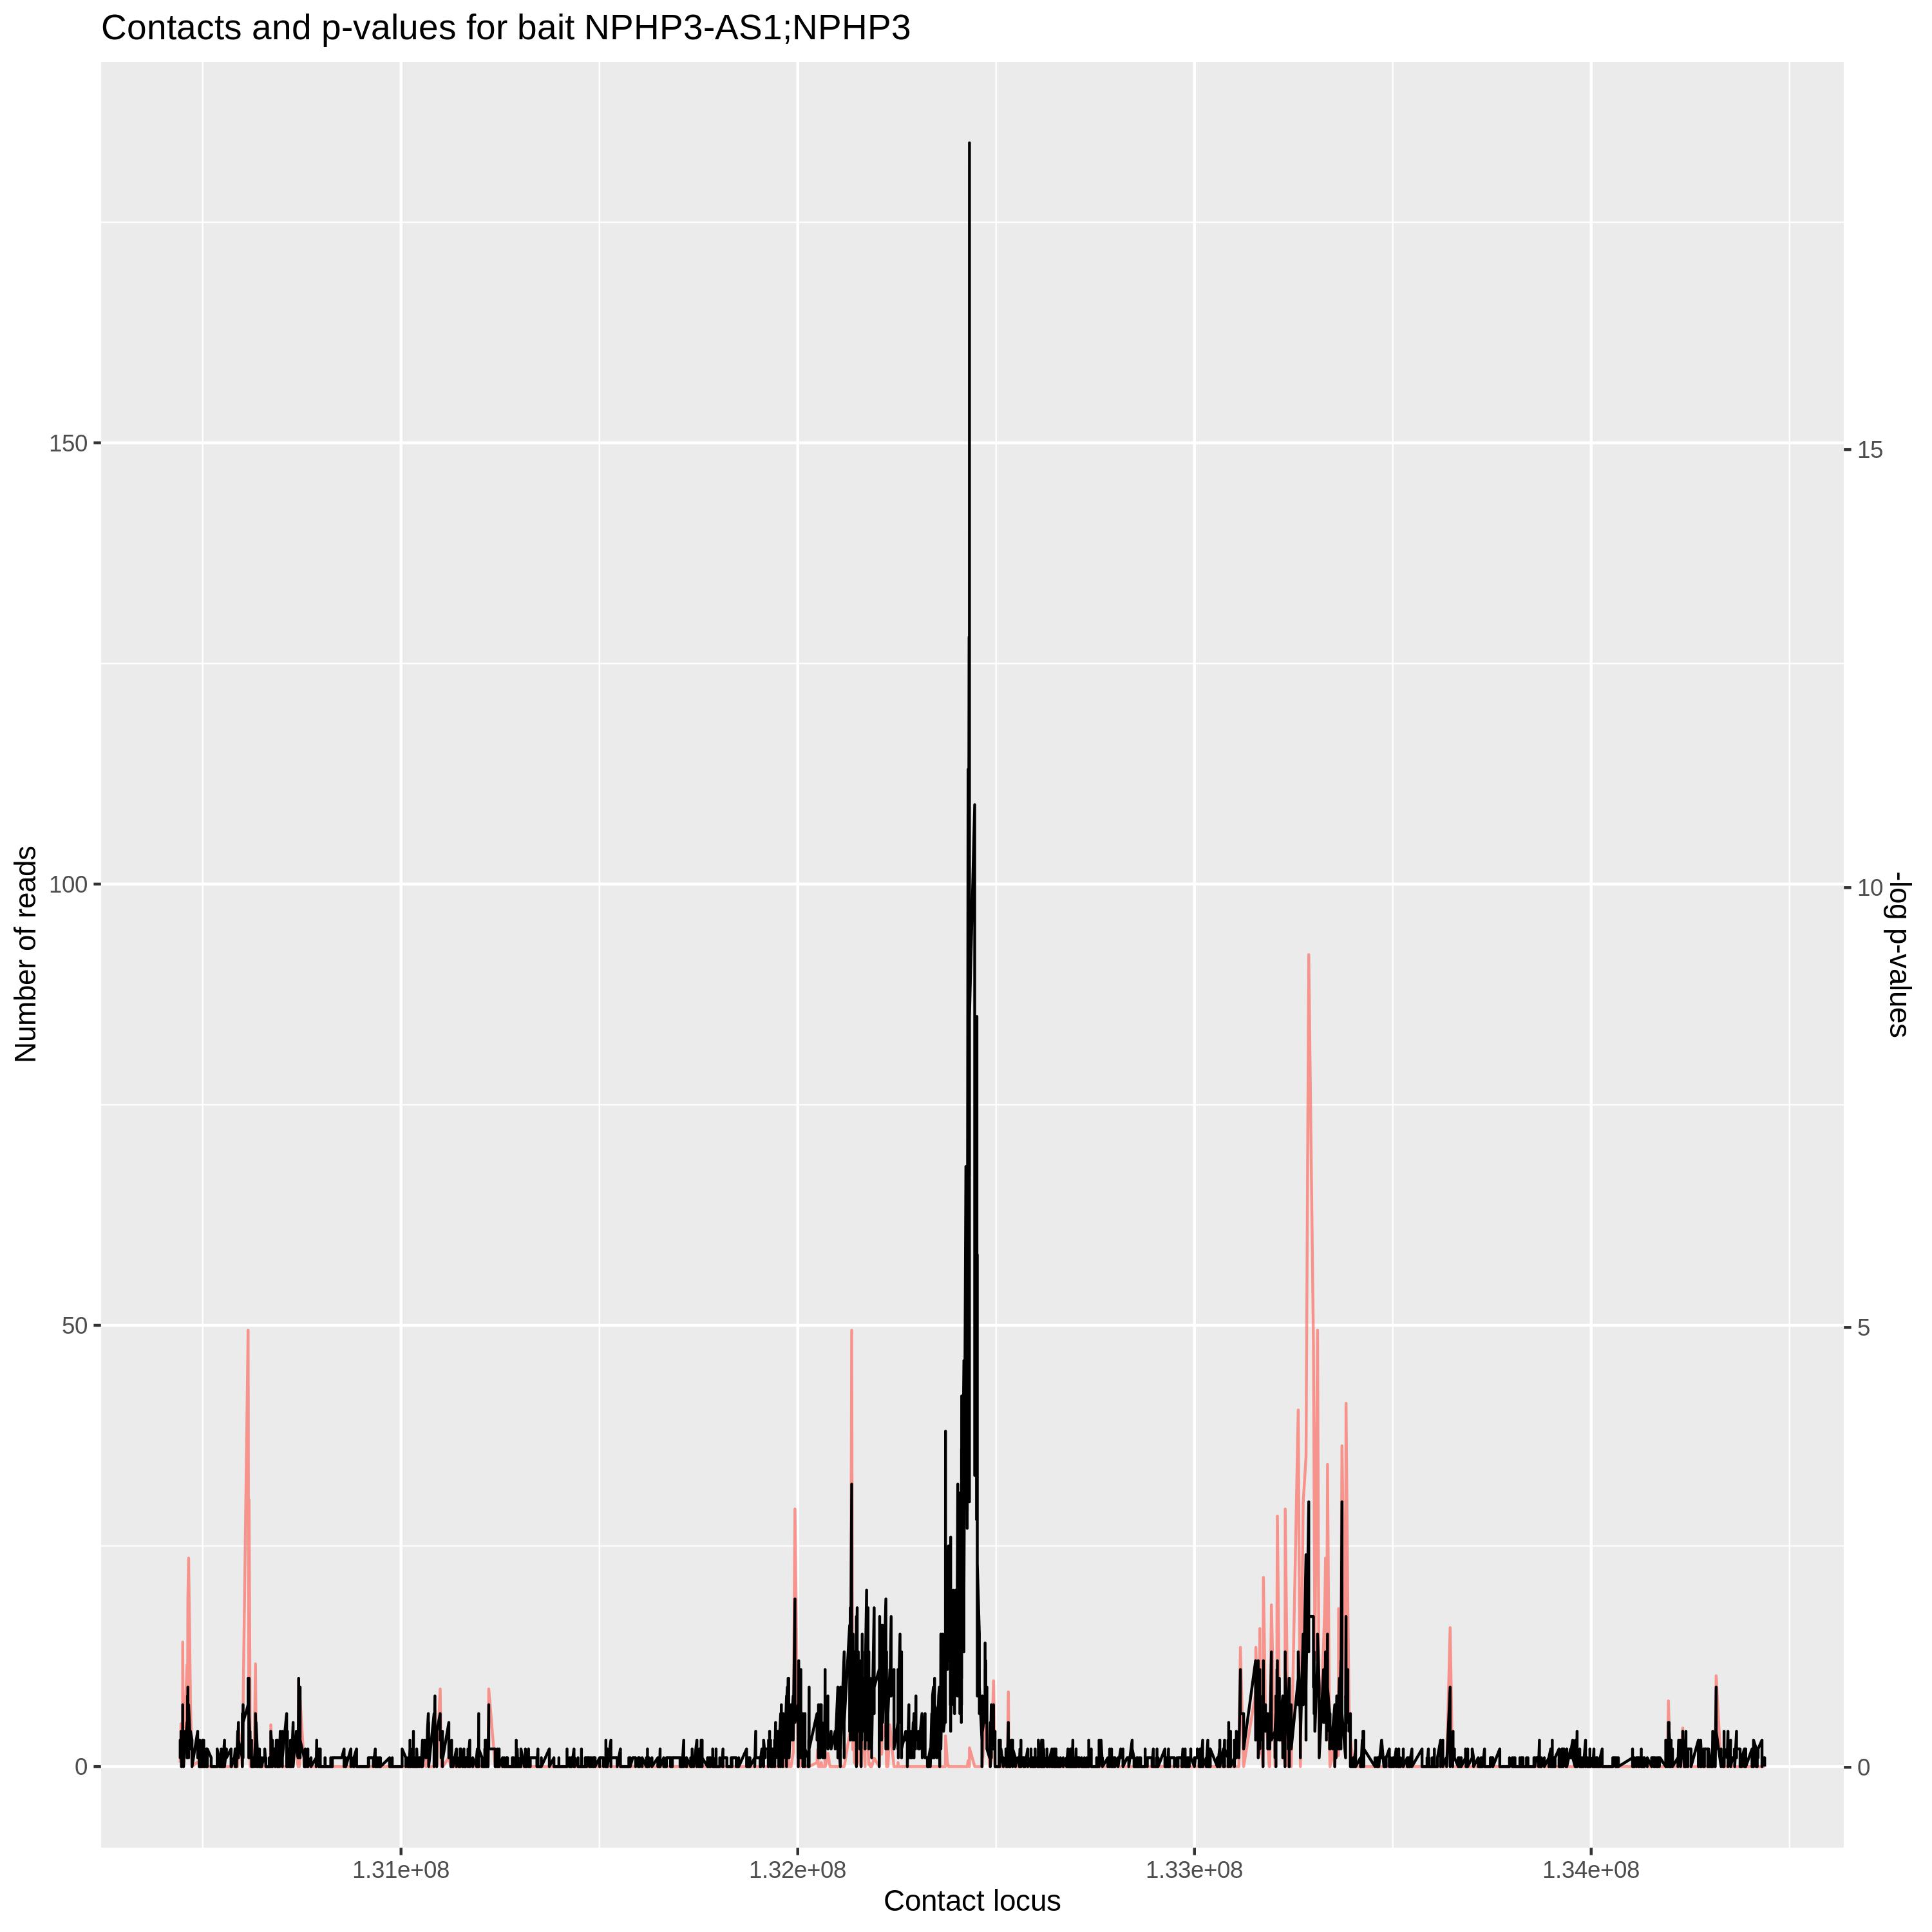 Contacts and p-values for bait NPHP3-AS1;NPHP3
Number of reads
150
100
50
0
15
10
5
0
-log p-values
1.31e+08
1.32e+08
1.33e+08
1.34e+08
Contact locus